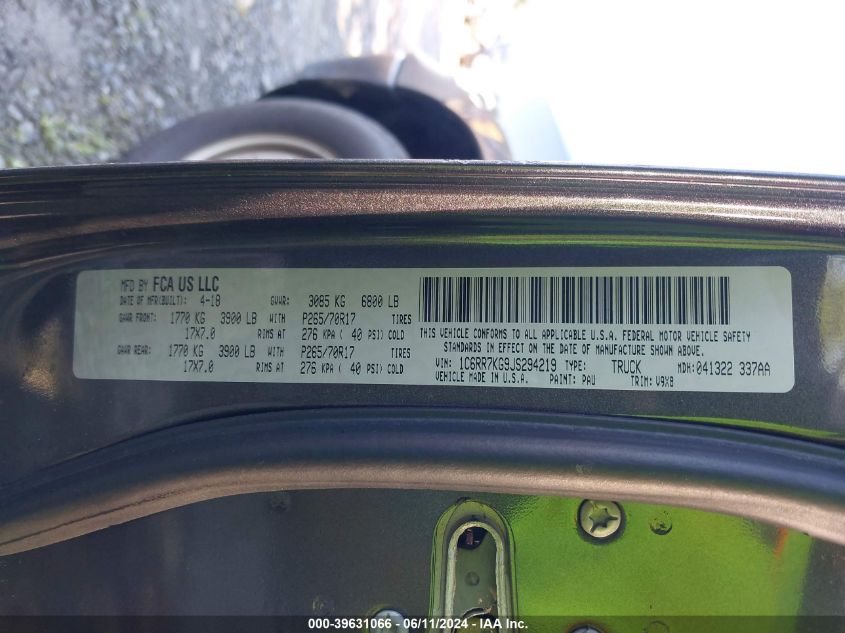 MFD BY FCA US LLC
DATE OF MFR(BUILT): 4-18 GVWR: 3085 KG 6800 LB
GAWR FRONT: 1770 KG 3900 LB WITH P265/70R17 TIRES
17X7.0 RIMS AT 276 KPA ( 40 PSI) COLD
GAWR REAR: 1770 KG 3900 LB WITH P265/70R17 TIRES
17X7.0 RIMS AT 276 KPA ( 40 PSI) COLD
THIS VEHICLE CONFORMS TO ALL APPLICABLE U.S.A. FEDERAL MOTOR VEHICLE SAFETY
STANDARDS IN EFFECT ON THE DATE OF MANUFACTURE SHOWN ABOVE.
VIN: 1C6RR7KG9JS294219 TYPE: TRUCK MDH: 041322 337AA
VEHICLE MADE IN U.S.A. PAINT: PAU TRIM: V9X8
000-39631066 - 06/11/2024 - IAA Inc.